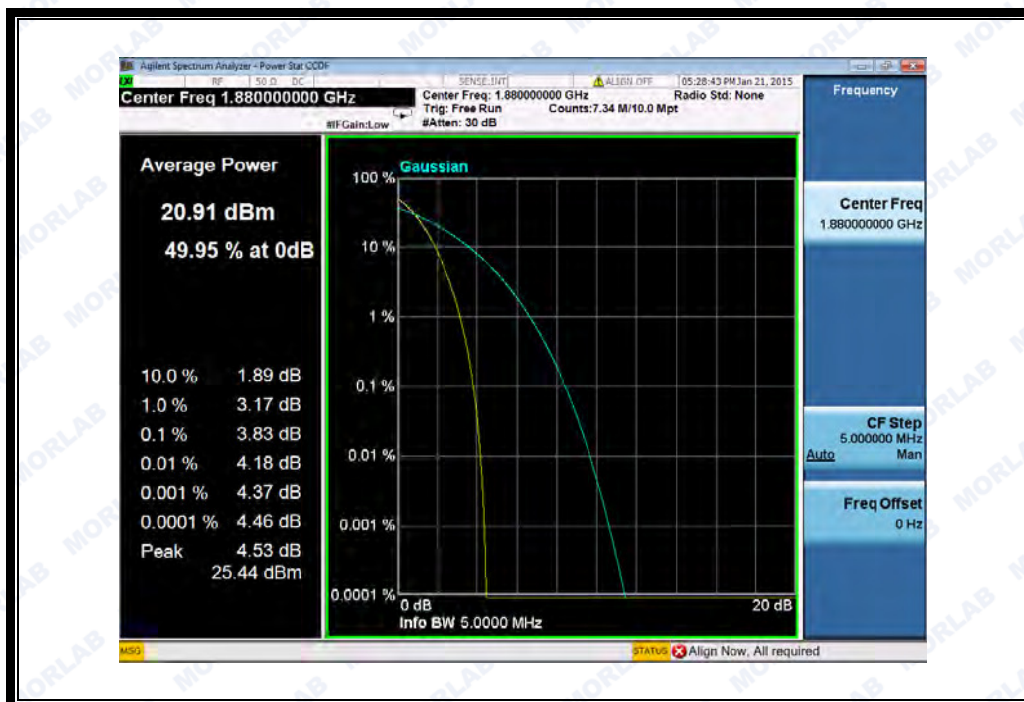 Agilent Spectrum Analyzer - Power Stat CCDF
LXI RF 50 Ω DC SENSE:INT ALIGN OFF 05:28:43 PM Jan 21, 2015
Center Freq 1.880000000 GHz
Center Freq: 1.880000000 GHz Radio Std: None
Trig: Free Run Counts:7.34 M/10.0 Mpt
#IFGain:Low #Atten: 30 dB
Average Power
20.91 dBm
49.95 % at 0dB
10.0 % 1.89 dB
1.0 % 3.17 dB
0.1 % 3.83 dB
0.01 % 4.18 dB
0.001 % 4.37 dB
0.0001 % 4.46 dB
Peak 4.53 dB
25.44 dBm
Gaussian
100 %
10 %
1 %
0.1 %
0.01 %
0.001 %
0.0001 %
0 dB 20 dB
Info BW 5.0000 MHz
Frequency
Center Freq
1.880000000 GHz
CF Step
5.000000 MHz
Auto Man
Freq Offset
0 Hz
MSG STATUS Align Now, All required
MORLAB